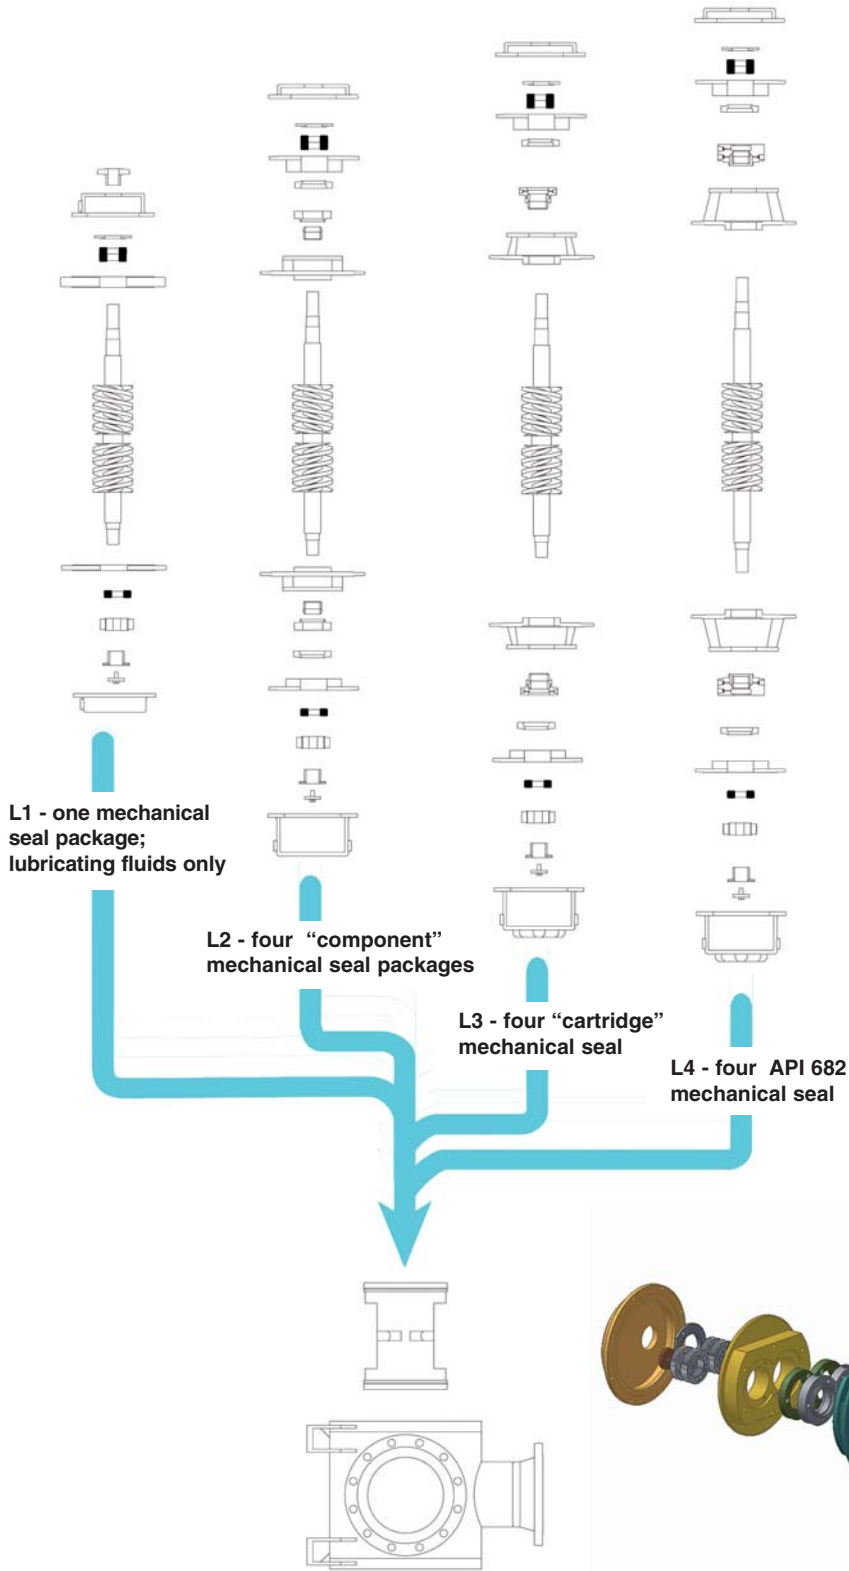 L1 - one mechanical
seal package;
lubricating fluids only
L2 - four “component”
mechanical seal packages
L3 - four “cartridge”
mechanical seal
L4 - four API 682
mechanical seal